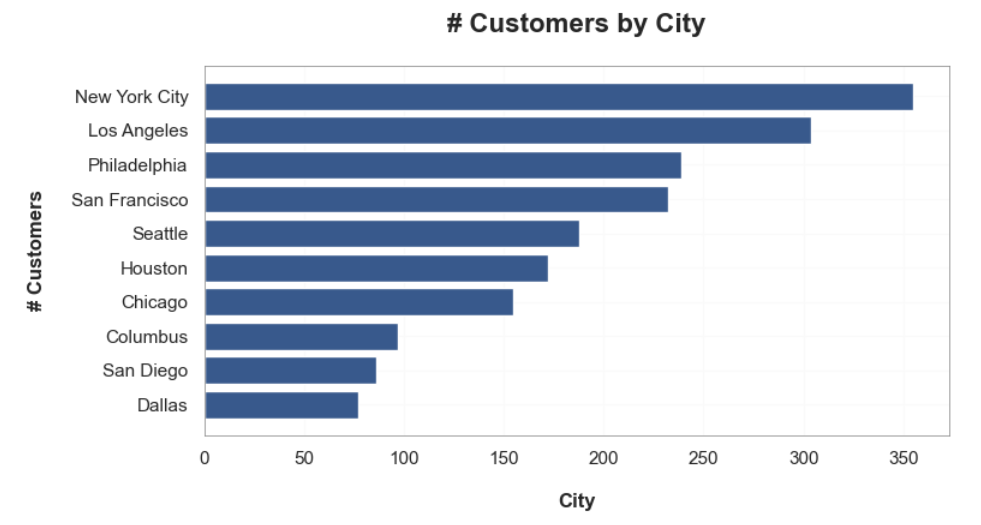 # Customers by City
# Customers
New York City
Los Angeles
Philadelphia
San Francisco
Seattle
Houston
Chicago
Columbus
San Diego
Dallas
0 50 100 150 200 250 300 350
City